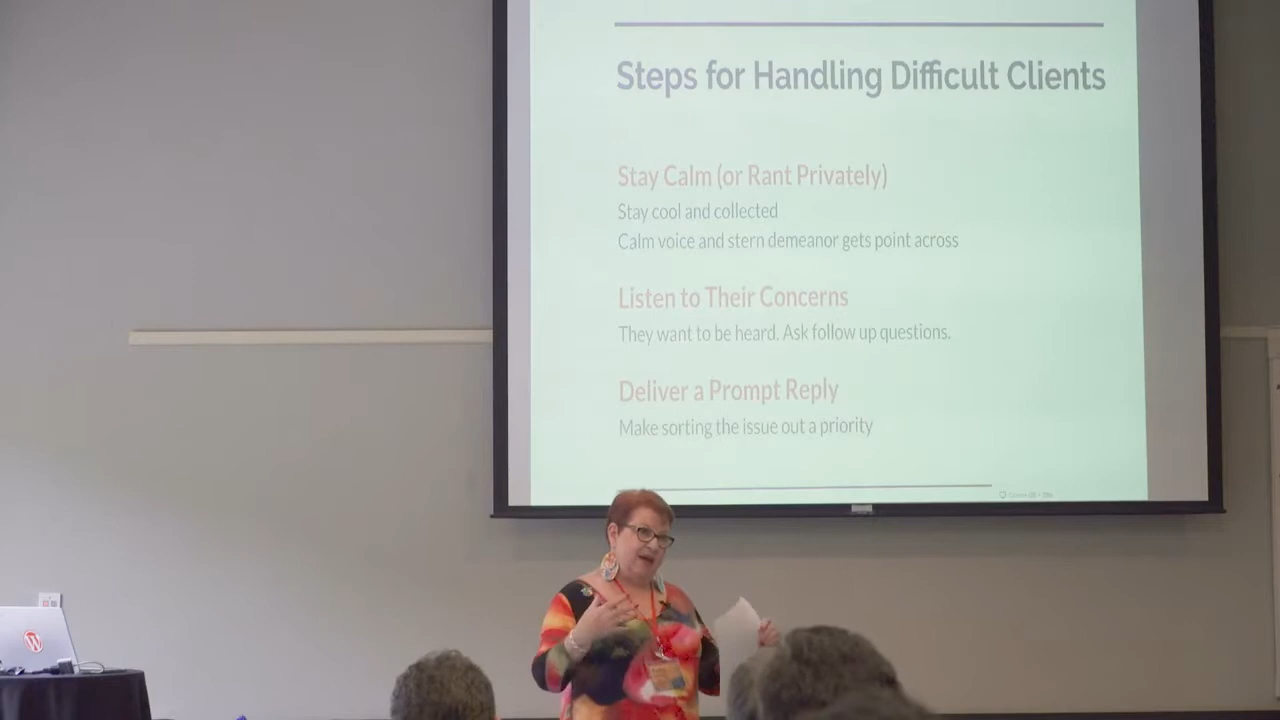 Steps for Handling Difficult Clients
Stay Calm (or Rant Privately)
Stay cool and collected
Calm voice and stern demeanor gets point across
Listen to Their Concerns
They want to be heard. Ask follow up questions.
Deliver a Prompt Reply
Make sorting the issue out a priority
W